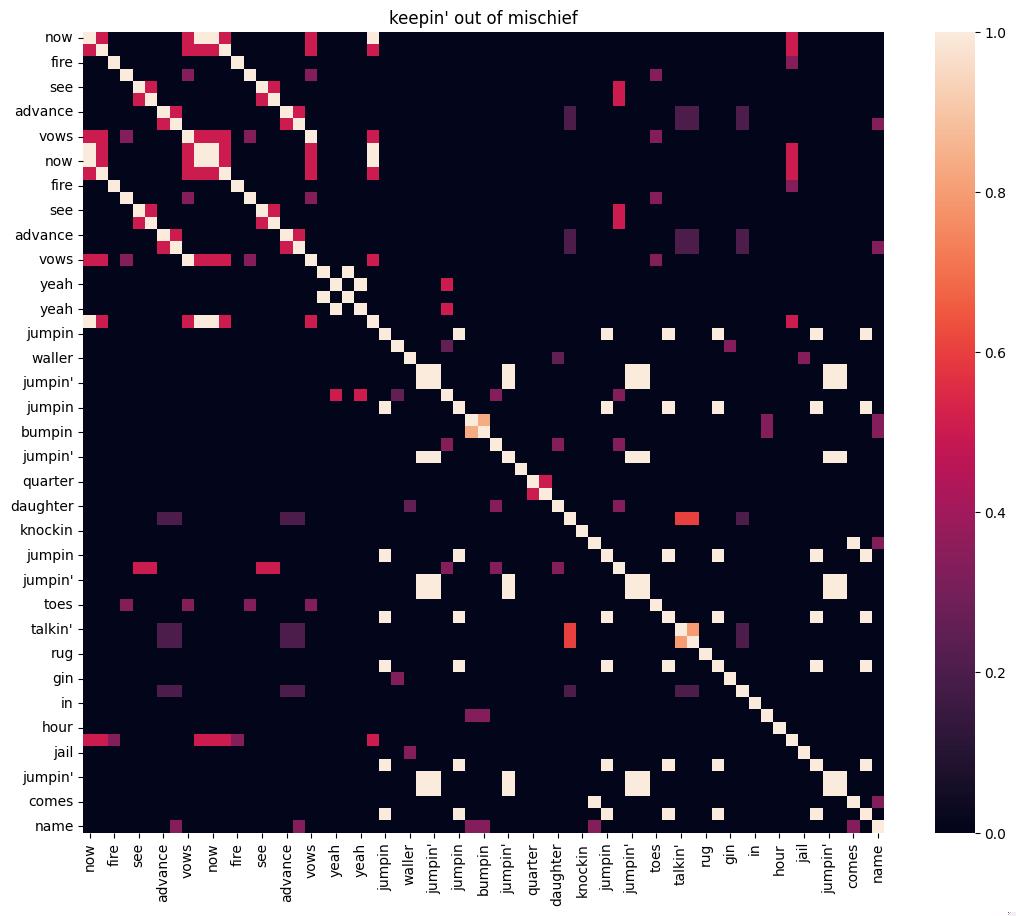 keepin' out of mischief
now
fire
see
advance
vows
now
fire
see
advance
vows
yeah
yeah
jumpin
waller
jumpin'
jumpin
bumpin
jumpin'
quarter
daughter
knockin
jumpin
jumpin'
toes
talkin'
rug
gin
in
hour
jail
jumpin'
comes
name
now
fire
see
advance
vows
now
fire
see
advance
vows
yeah
yeah
jumpin
waller
jumpin'
jumpin
bumpin
jumpin'
quarter
daughter
knockin
jumpin
jumpin'
toes
talkin'
rug
gin
in
hour
jail
jumpin'
comes
name
1.0
0.8
0.6
0.4
0.2
0.0